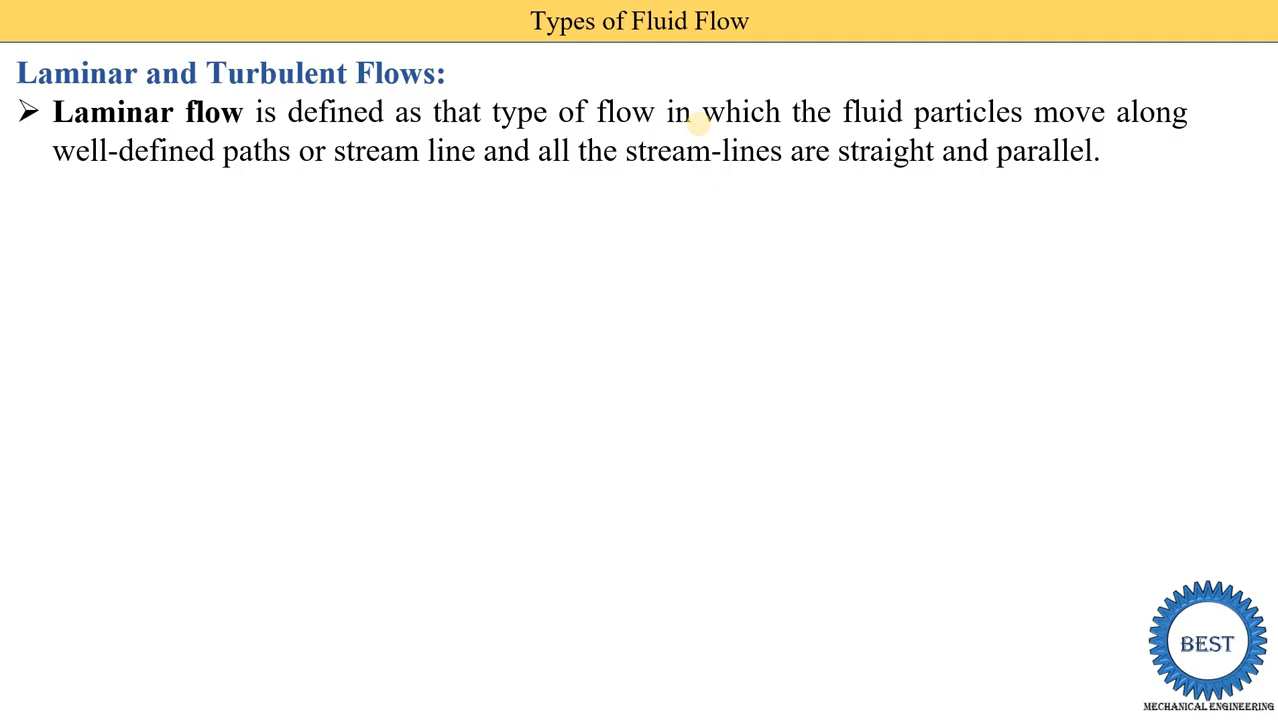 Types of Fluid Flow
Laminar and Turbulent Flows:
➢ Laminar flow is defined as that type of flow in which the fluid particles move along
well-defined paths or stream line and all the stream-lines are straight and parallel.
BEST
MECHANICAL ENGINEERING